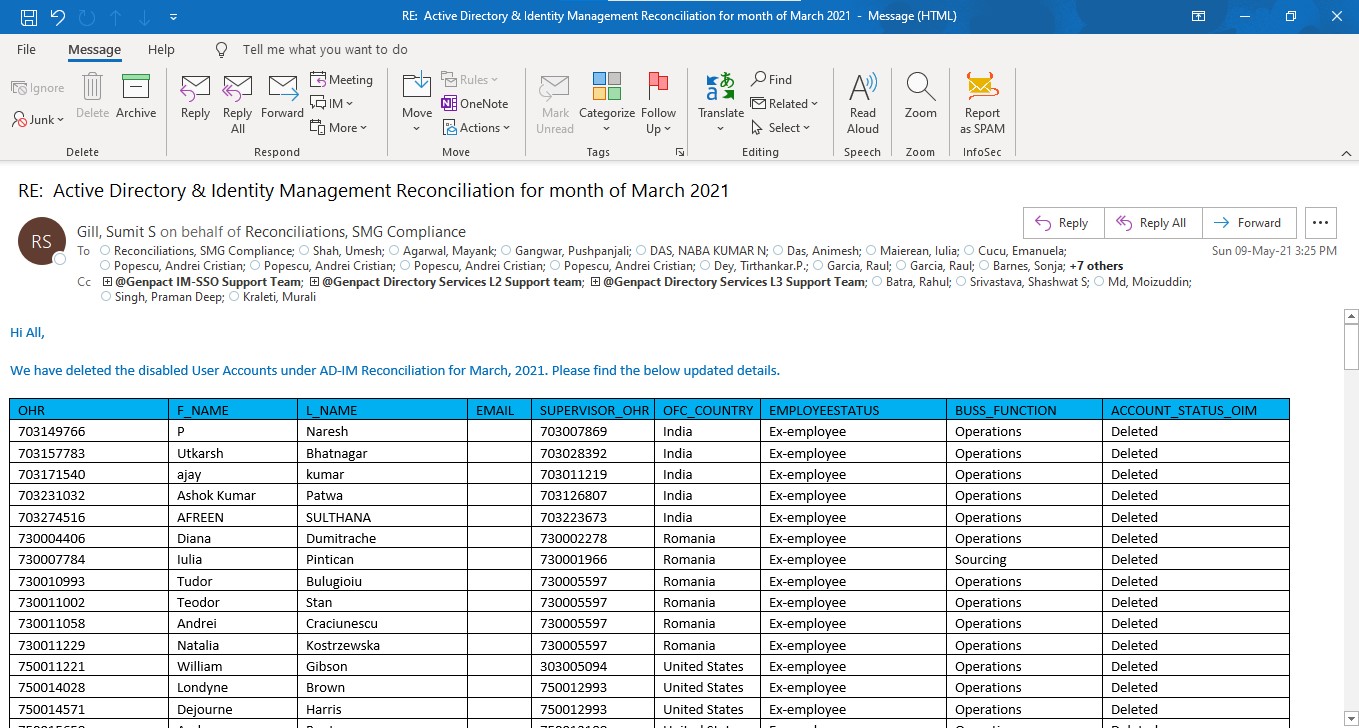 RE: Active Directory & Identity Management Reconciliation for month of March 2021 - Message (HTML)
File Message Help Tell me what you want to do
Ignore
Junk
Delete
Archive
Delete
Reply
Reply All
Forward
Meeting
IM
More
Respond
Move
Rules
OneNote
Actions
Move
Mark Unread
Categorize
Follow Up
Tags
Translate
Find
Related
Select
Editing
Read Aloud
Speech
Zoom
Zoom
Report as SPAM
InfoSec
RE: Active Directory & Identity Management Reconciliation for month of March 2021
RS
Gill, Sumit S on behalf of Reconciliations, SMG Compliance
Reply Reply All Forward
Sun 09-May-21 3:25 PM
To Reconciliations, SMG Compliance; Shah, Umesh; Agarwal, Mayank; Gangwar, Pushpanjali; DAS, NABA KUMAR N; Das, Animesh; Maierean, Iulia; Cucu, Emanuela;
Popescu, Andrei Cristian; Popescu, Andrei Cristian; Popescu, Andrei Cristian; Popescu, Andrei Cristian; Dey, Tirthankar.P.; Garcia, Raul; Garcia, Raul; Barnes, Sonja; +7 others
Cc @Genpact IM-SSO Support Team; @Genpact Directory Services L2 Support team; @Genpact Directory Services L3 Support Team; Batra, Rahul; Srivastava, Shashwat S; Md, Moizuddin;
Singh, Praman Deep; Kraleti, Murali
Hi All,
We have deleted the disabled User Accounts under AD-IM Reconciliation for March, 2021. Please find the below updated details.
OHR F_NAME L_NAME EMAIL SUPERVISOR_OHR OFC_COUNTRY EMPLOYEESTATUS BUSS_FUNCTION ACCOUNT_STATUS_OIM
703149766 P Naresh 703007869 India Ex-employee Operations Deleted
703157783 Utkarsh Bhatnagar 703028392 India Ex-employee Operations Deleted
703171540 ajay kumar 703011219 India Ex-employee Operations Deleted
703231032 Ashok Kumar Patwa 703126807 India Ex-employee Operations Deleted
703274516 AFREEN SULTHANA 703223673 India Ex-employee Operations Deleted
730004406 Diana Dumitrache 730002278 Romania Ex-employee Operations Deleted
730007784 Iulia Pintican 730001966 Romania Ex-employee Sourcing Deleted
730010993 Tudor Bulugioiu 730005597 Romania Ex-employee Operations Deleted
730011002 Teodor Stan 730005597 Romania Ex-employee Operations Deleted
730011058 Andrei Craciunescu 730005597 Romania Ex-employee Operations Deleted
730011229 Natalia Kostrzewska 730005597 Romania Ex-employee Operations Deleted
750011221 William Gibson 303005094 United States Ex-employee Operations Deleted
750014028 Londyne Brown 750012993 United States Ex-employee Operations Deleted
750014571 Dejourne Harris 750012993 United States Ex-employee Operations Deleted